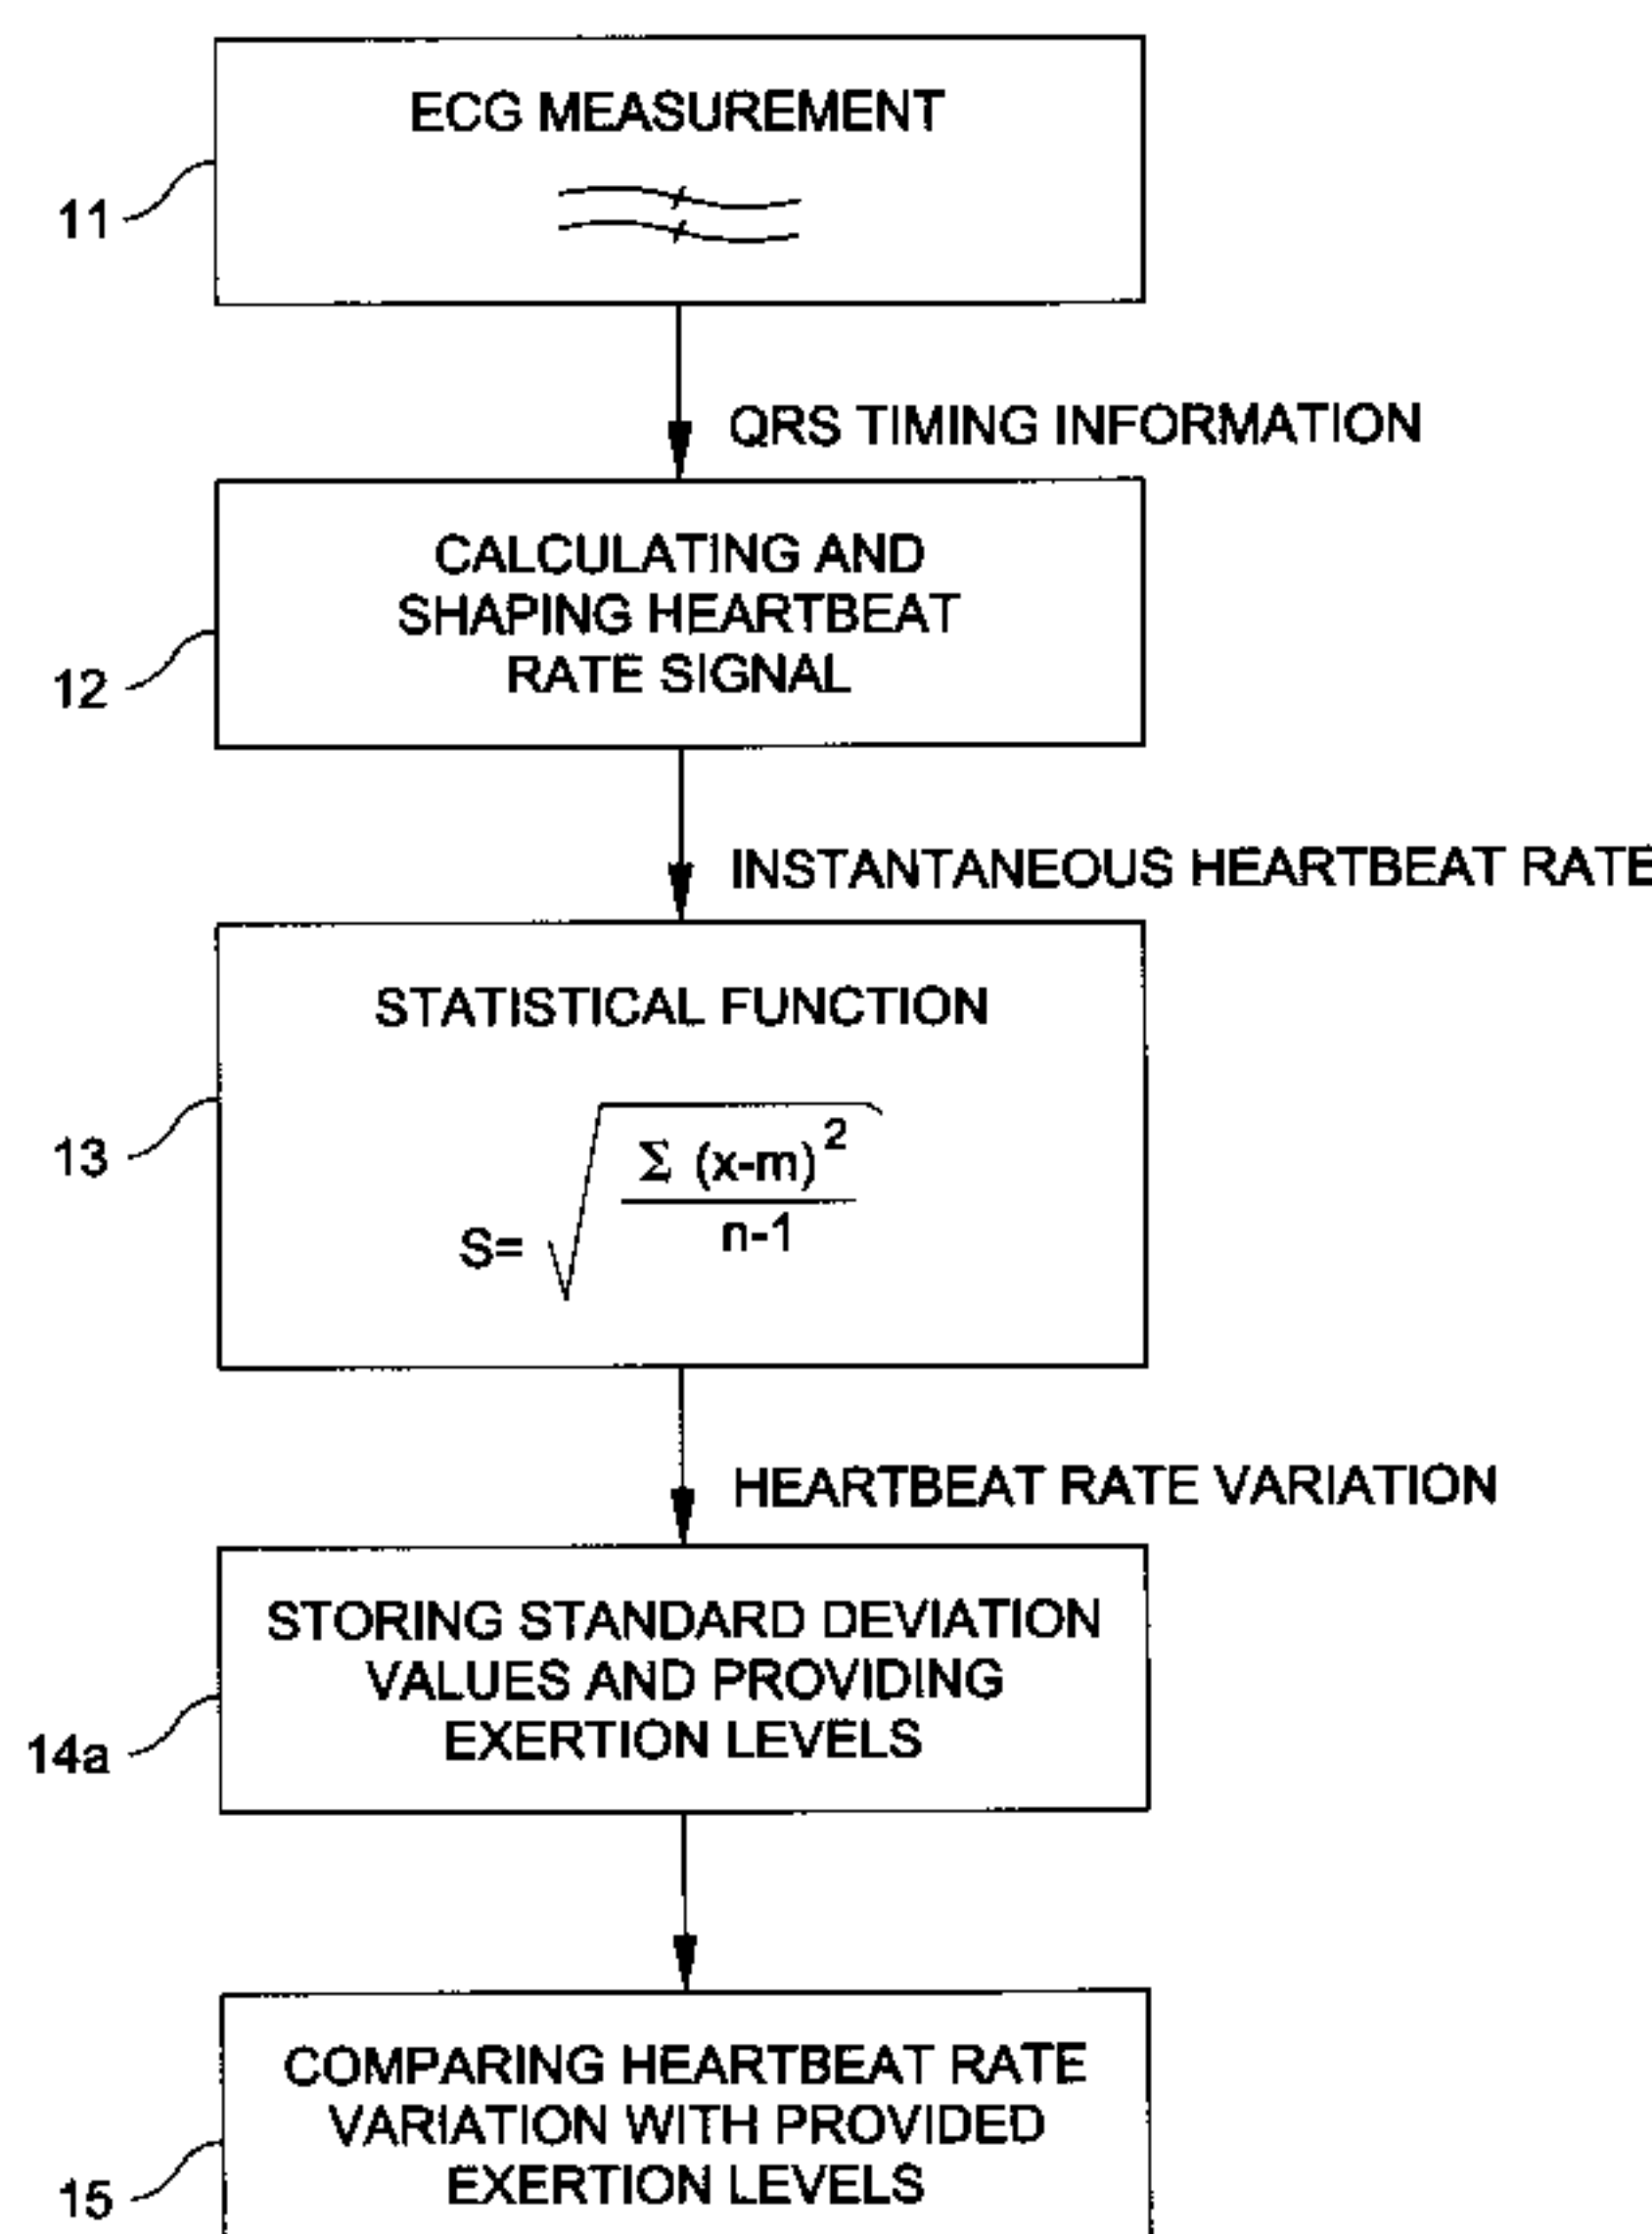 ECG MEASUREMENT
11
QRS TIMING INFORMATION
CALCULATING AND
SHAPING HEARTBEAT
RATE SIGNAL
12
INSTANTANEOUS HEARTBEAT RATE
STATISTICAL FUNCTION
S= √ Σ (x-m)² / n-1
13
HEARTBEAT RATE VARIATION
STORING STANDARD DEVIATION
VALUES AND PROVIDING
EXERTION LEVELS
14a
COMPARING HEARTBEAT RATE
VARIATION WITH PROVIDED
EXERTION LEVELS
15